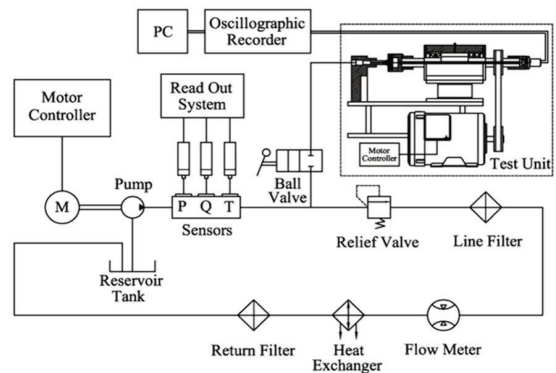 PC
Oscillographic
Recorder
Read Out
System
Motor
Controller
Motor
Controller
Test Unit
Ball
Valve
Pump
M
P Q T
Sensors
Relief Valve
Line Filter
Reservoir
Tank
Return Filter
Heat
Exchanger
Flow Meter